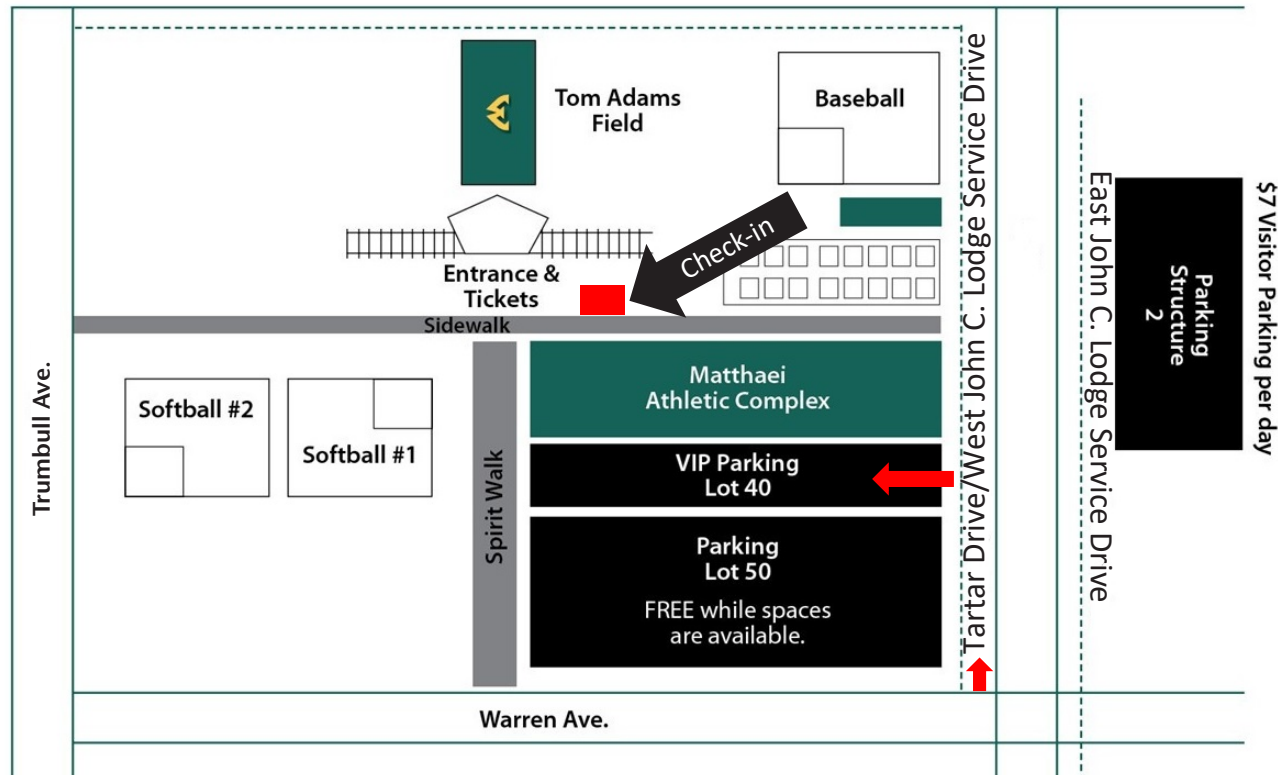 Tom Adams
Field
Baseball
Check-in
Entrance &
Tickets
Sidewalk
Softball #2
Softball #1
Matthaei
Athletic Complex
VIP Parking
Lot 40
Parking
Lot 50
FREE while spaces
are available.
Spirit Walk
Trumbull Ave.
Warren Ave.
Tartar Drive/West John C. Lodge Service Drive
East John C. Lodge Service Drive
Parking
Structure
2
$7 Visitor Parking per day